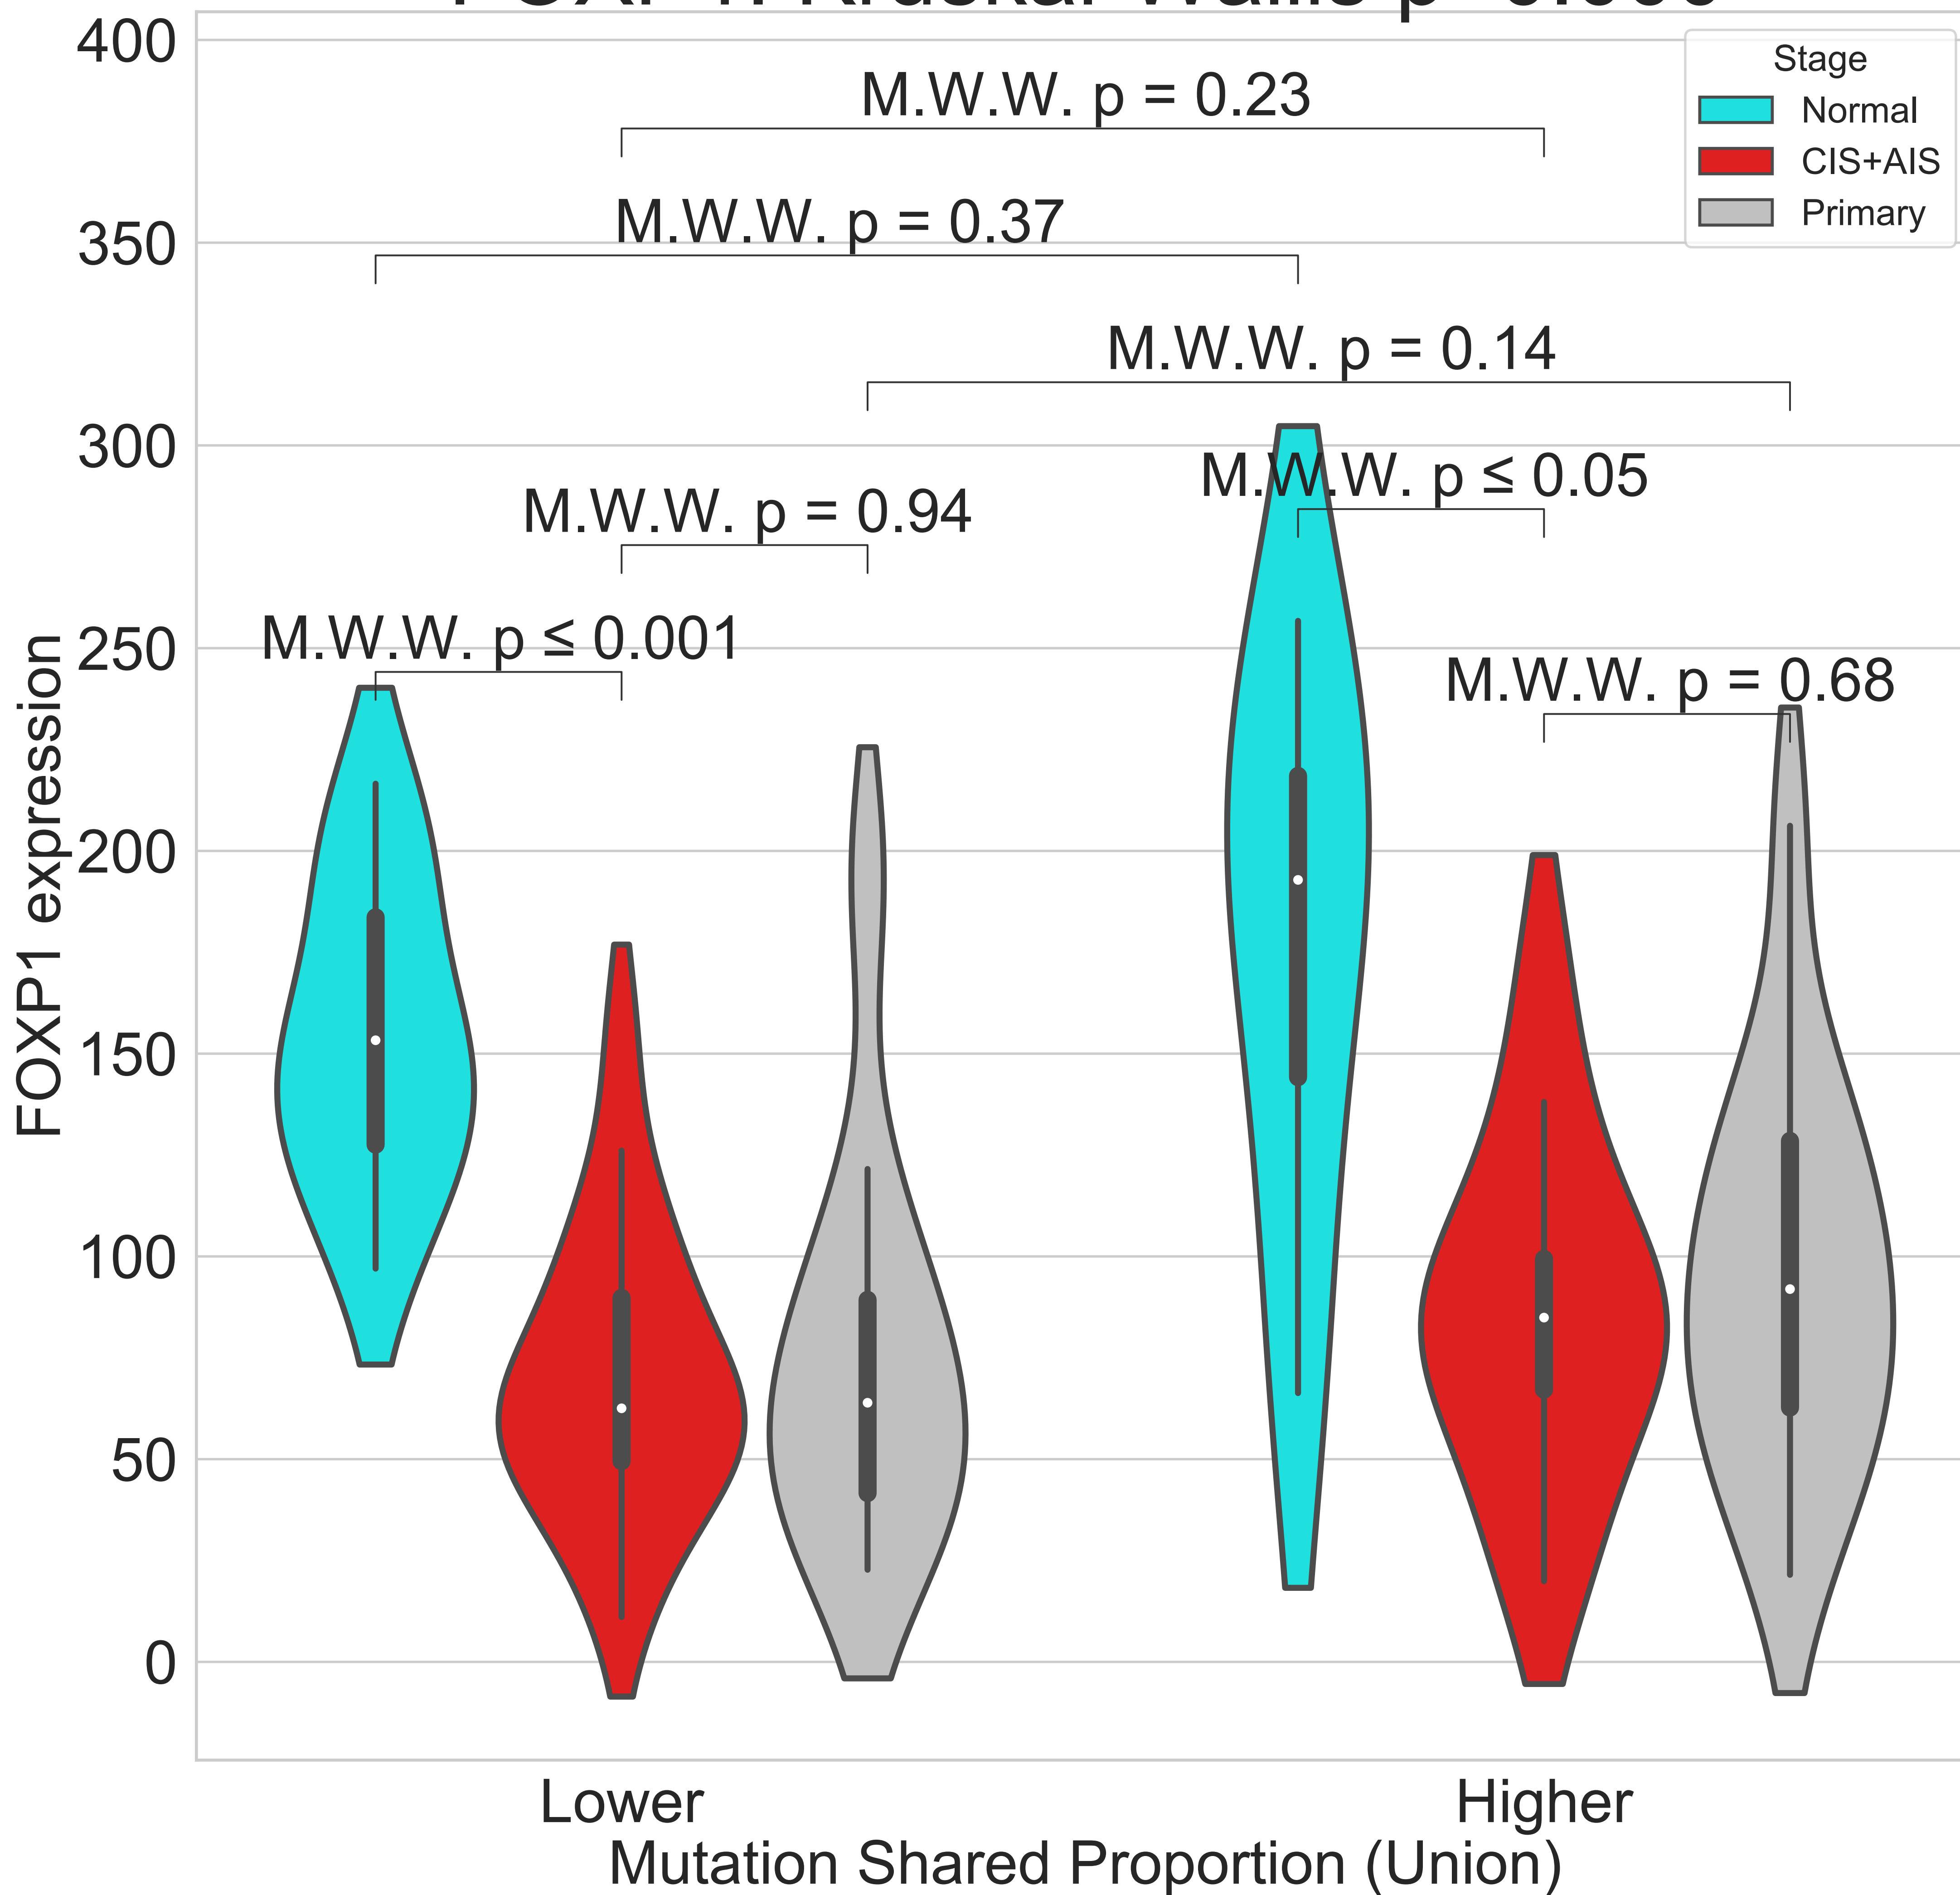 400
350
300
250
200
150
100
50
0
FOXP1 expression
M.W.W. p = 0.23
M.W.W. p = 0.37
M.W.W. p = 0.14
M.W.W. p ≤ 0.05
M.W.W. p = 0.94
M.W.W. p ≤ 0.001
M.W.W. p = 0.68
Stage
Normal
CIS+AIS
Primary
Lower
Higher
Mutation Shared Proportion (Union)